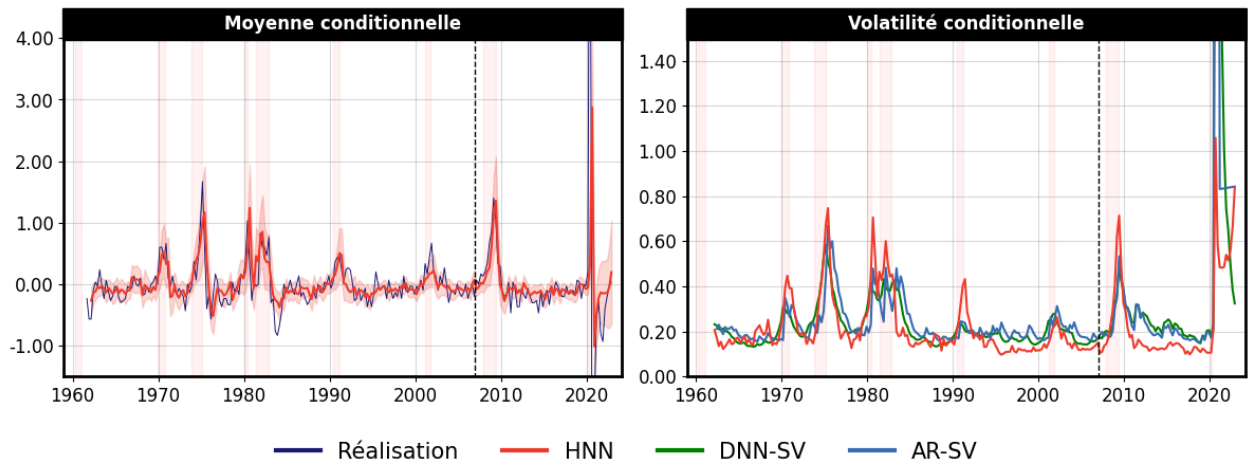 Moyenne conditionnelle
Volatilité conditionnelle
4.00
3.00
2.00
1.00
0.00
-1.00
1960 1970 1980 1990 2000 2010 2020
1.40
1.20
1.00
0.80
0.60
0.40
0.20
0.00
1960 1970 1980 1990 2000 2010 2020
Réalisation HNN DNN-SV AR-SV